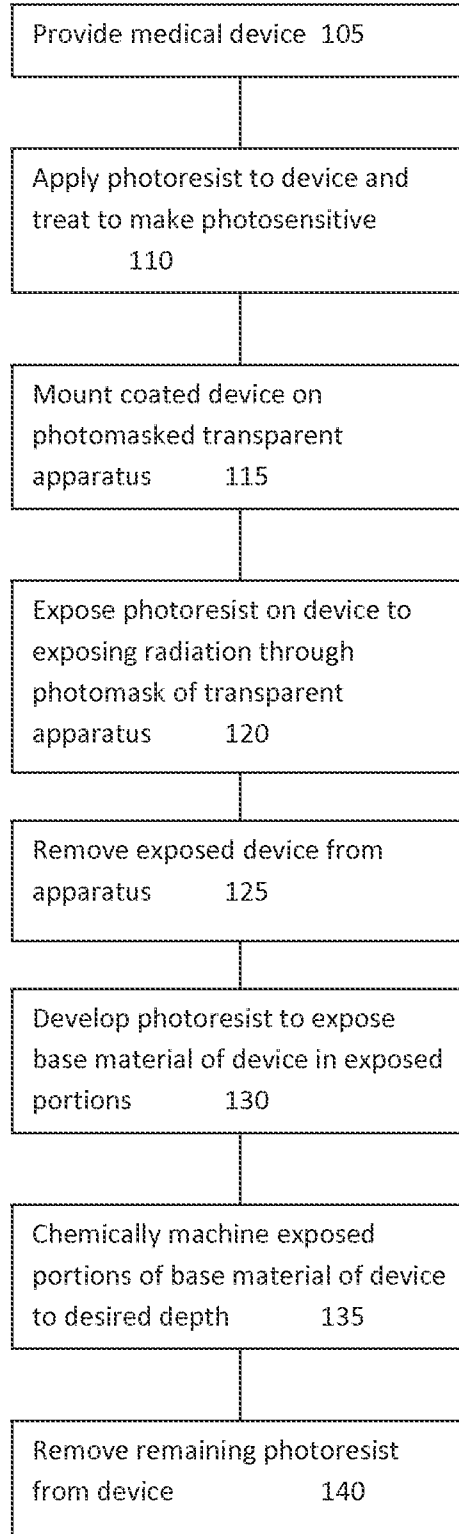 Provide medical device 105
Apply photoresist to device and
treat to make photosensitive
110
Mount coated device on
photomasked transparent
apparatus 115
Expose photoresist on device to
exposing radiation through
photomask of transparent
apparatus 120
Remove exposed device from
apparatus 125
Develop photoresist to expose
base material of device in exposed
portions 130
Chemically machine exposed
portions of base material of device
to desired depth 135
Remove remaining photoresist
from device 140